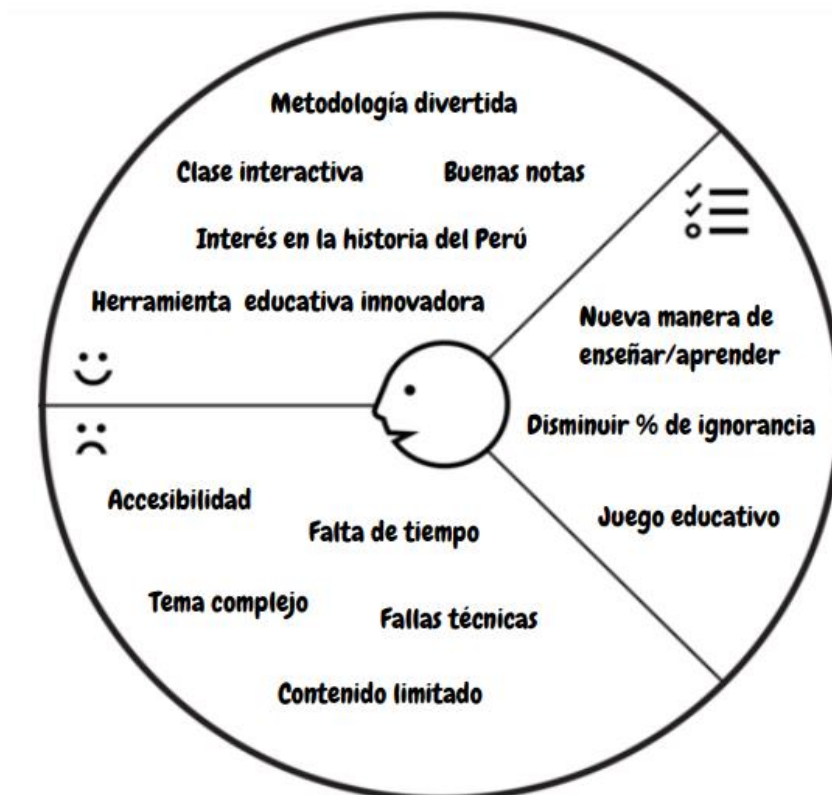 Metodología divertida
Clase interactiva
Buenas notas
Interés en la historia del Perú
Herramienta educativa innovadora
Nueva manera de
enseñar/aprender
Disminuir % de ignorancia
Juego educativo
Accesibilidad
Falta de tiempo
Tema complejo
Fallas técnicas
Contenido limitado